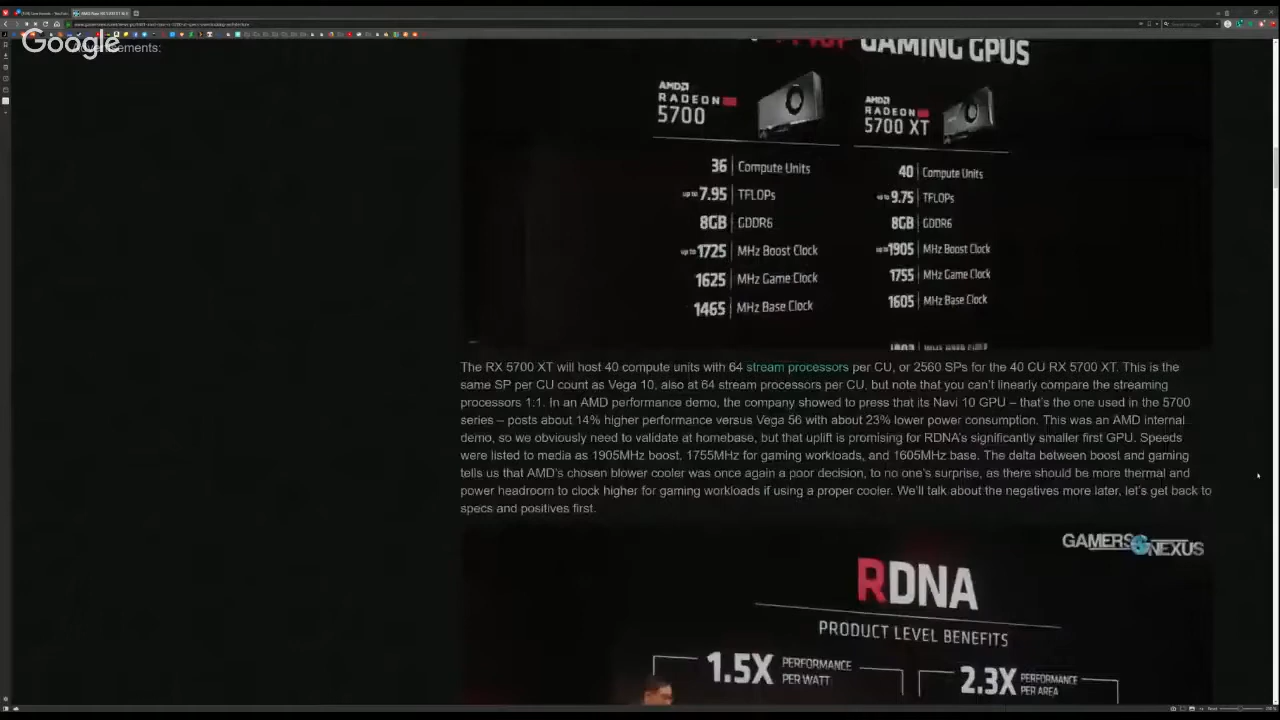 Google
Advertisements:
GAMING GPUS
AMD
RADEON
5700
AMD
RADEON
5700 XT
36 Compute Units
up to 7.95 TFLOPs
8GB GDDR6
up to 1725 MHz Boost Clock
1625 MHz Game Clock
1465 MHz Base Clock
40 Compute Units
up to 9.75 TFLOPs
8GB GDDR6
up to 1905 MHz Boost Clock
1755 MHz Game Clock
1605 MHz Base Clock
The RX 5700 XT will host 40 compute units with 64 stream processors per CU, or 2560 SPs for the 40 CU RX 5700 XT. This is the
same SP per CU count as Vega 10, also at 64 stream processors per CU, but note that you can't linearly compare the streaming
processors 1:1. In an AMD performance demo, the company showed to press that its Navi 10 GPU – that's the one used in the 5700
series – posts about 14% higher performance versus Vega 56 with about 23% lower power consumption. This was an AMD internal
demo, so we obviously need to validate at homebase, but that uplift is promising for RDNA's significantly smaller first GPU. Speeds
were listed to media as 1905MHz boost, 1755MHz for gaming workloads, and 1605MHz base. The delta between boost and gaming
tells us that AMD's chosen blower cooler was once again a poor decision, to no one's surprise, as there should be more thermal and
power headroom to clock higher for gaming workloads if using a proper cooler. We'll talk about the negatives more later, let's get back to
specs and positives first.
GAMERS NEXUS
RDNA
PRODUCT LEVEL BENEFITS
1.5X PERFORMANCE
PER WATT
2.3X PERFORMANCE
PER AREA